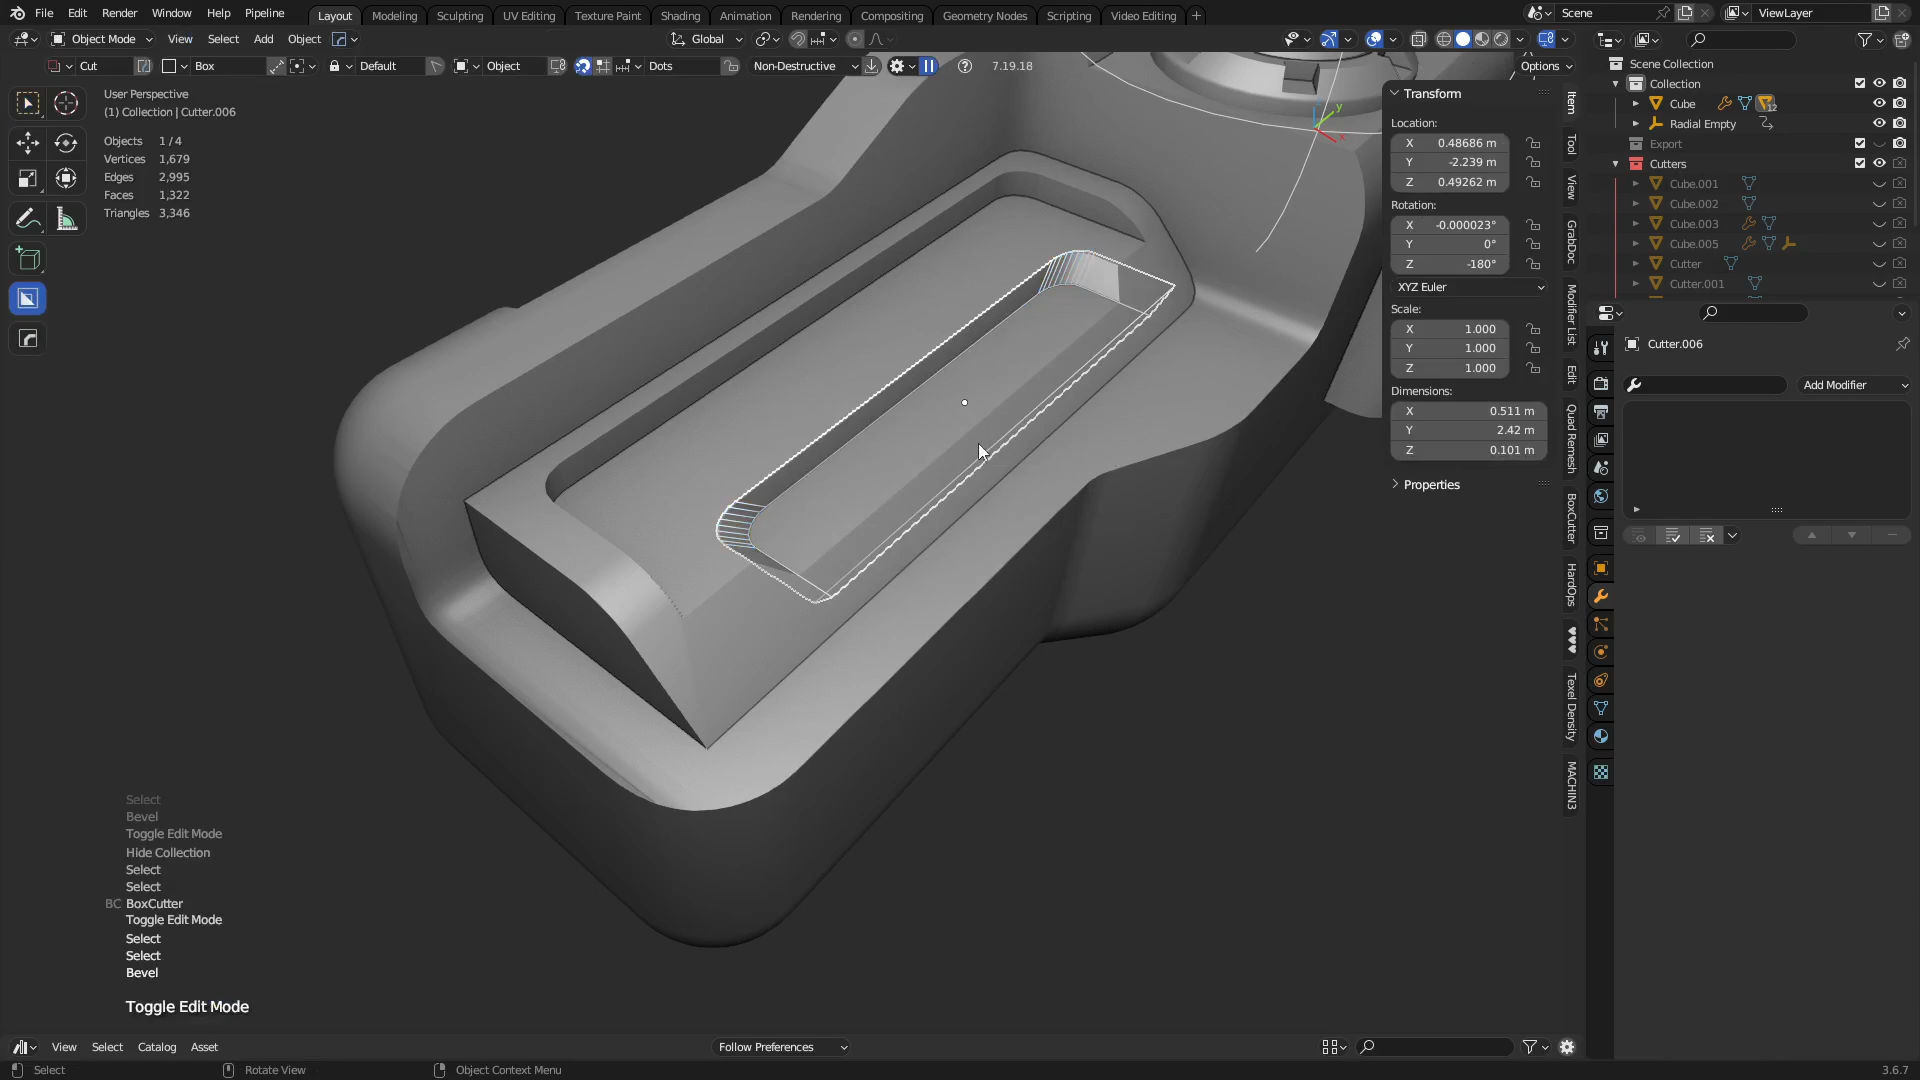 File Edit Render Window Help Pipeline Layout Modeling Sculpting UV Editing Texture Paint Shading Animation Rendering Compositing Geometry Nodes Scripting Video Editing + Scene ViewLayer
Object Mode View Select Add Object Global
Cut Box Default Object Dots Non-Destructive 7.19.18 Options
User Perspective
(1) Collection | Cutter.006
Objects 1 / 4
Vertices 1,679
Edges 2,995
Faces 1,322
Triangles 3,346
Transform
Location:
X 0.48686 m
Y -2.239 m
Z 0.49262 m
Rotation:
X -0.000023°
Y 0°
Z -180°
XYZ Euler
Scale:
X 1.000
Y 1.000
Z 1.000
Dimensions:
X 0.511 m
Y 2.42 m
Z 0.101 m
Properties
Item
Tool
View
GrabDoc
Modifier List
Edit
Quad Remesh
BoxCutter
HardOps
Texel Density
MACHIN3
Scene Collection
Collection
Cube 12
Radial Empty
Export
Cutters
Cube.001
Cube.002
Cube.003
Cube.005
Cutter
Cutter.001
Cutter.006
Add Modifier
Select
Bevel
Toggle Edit Mode
Hide Collection
Select
Select
BC BoxCutter
Toggle Edit Mode
Select
Select
Bevel
Toggle Edit Mode
View Select Catalog Asset Follow Preferences
Select Rotate View Object Context Menu 3.6.7